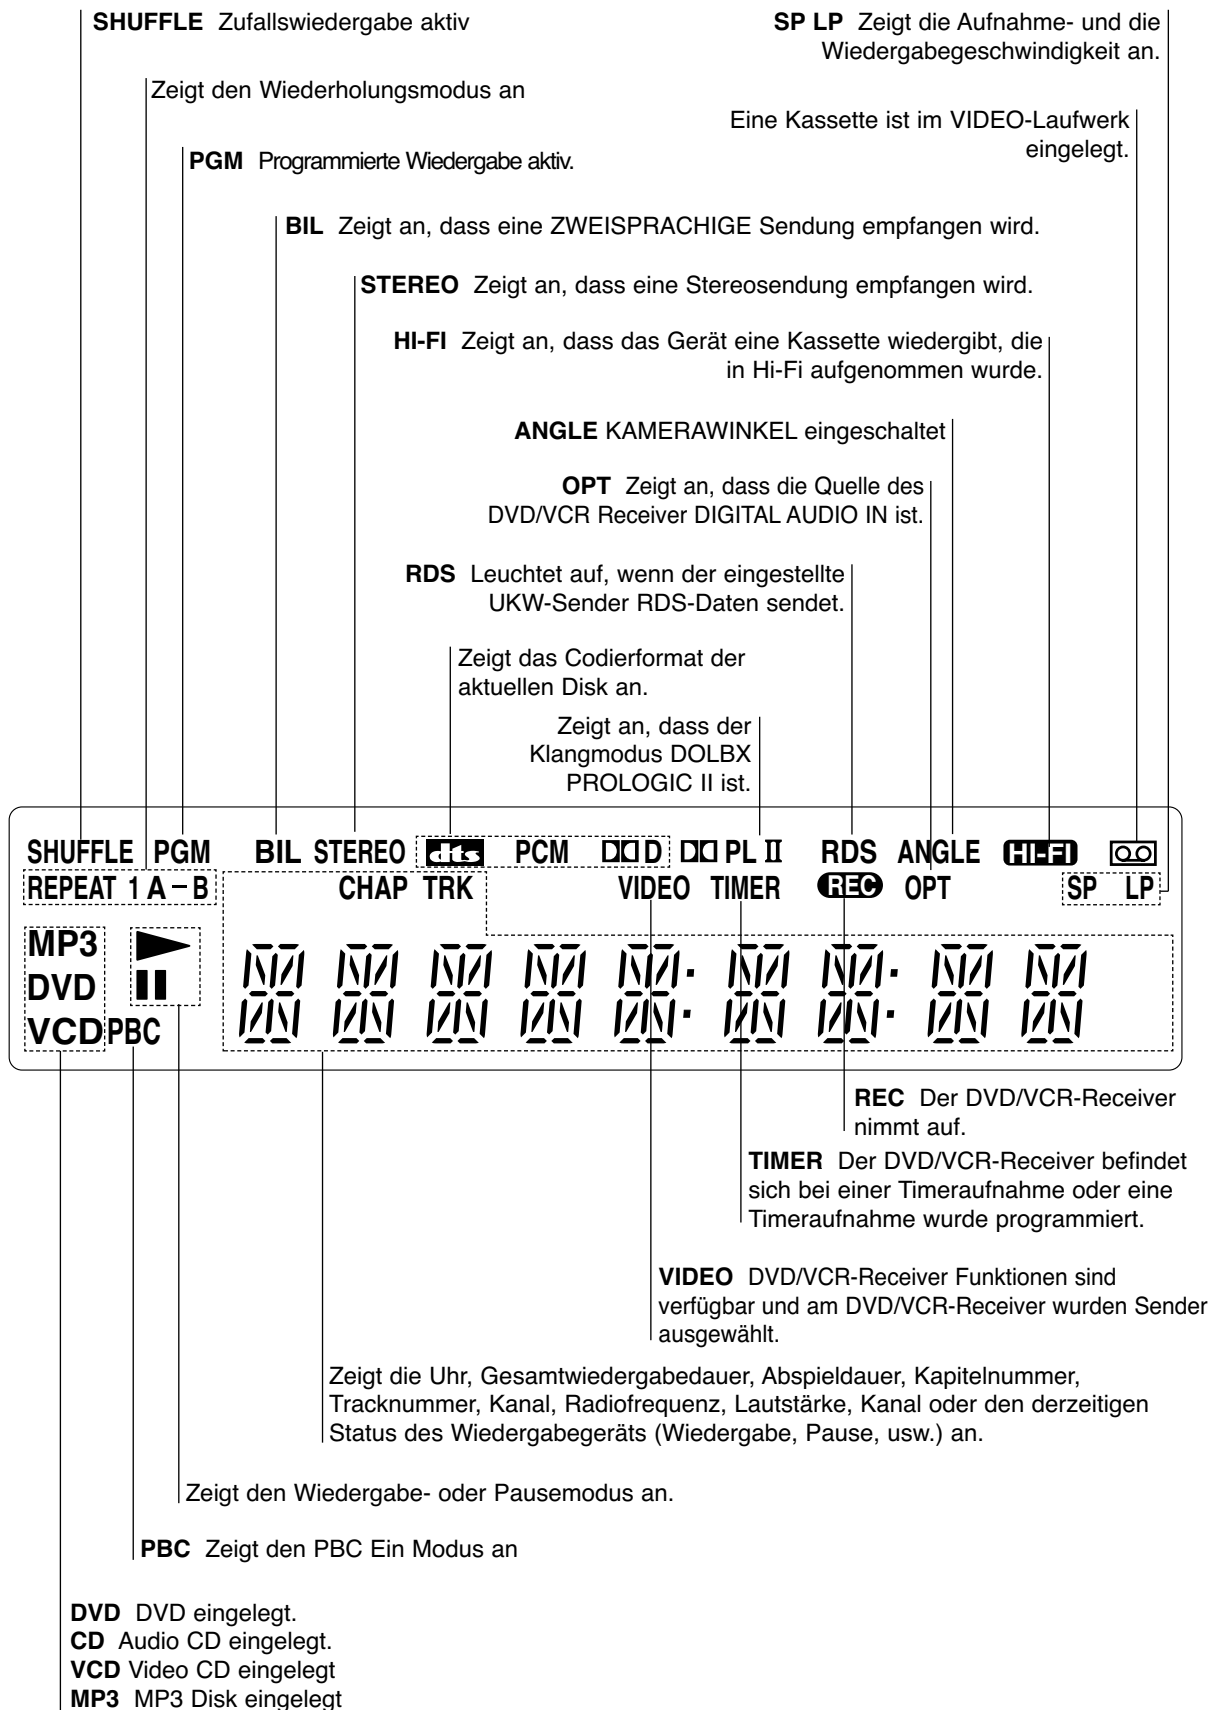 SHUFFLE Zufallswiedergabe aktiv
SP LP Zeigt die Aufnahme- und die
Wiedergabegeschwindigkeit an.
Zeigt den Wiederholungsmodus an
Eine Kassette ist im VIDEO-Laufwerk
eingelegt.
PGM Programmierte Wiedergabe aktiv.
BIL Zeigt an, dass eine ZWEISPRACHIGE Sendung empfangen wird.
STEREO Zeigt an, dass eine Stereosendung empfangen wird.
HI-FI Zeigt an, dass das Gerät eine Kassette wiedergibt, die
in Hi-Fi aufgenommen wurde.
ANGLE KAMERAWINKEL eingeschaltet
OPT Zeigt an, dass die Quelle des
DVD/VCR Receiver DIGITAL AUDIO IN ist.
RDS Leuchtet auf, wenn der eingestellte
UKW-Sender RDS-Daten sendet.
Zeigt das Codierformat der
aktuellen Disk an.
Zeigt an, dass der
Klangmodus DOLBX
PROLOGIC II ist.
SHUFFLE PGM BIL STEREO dts PCM D PL II RDS ANGLE HI-FI
REPEAT 1 A – B CHAP TRK VIDEO TIMER REC OPT SP LP
MP3
DVD
VCD PBC
REC Der DVD/VCR-Receiver
nimmt auf.
TIMER Der DVD/VCR-Receiver befindet
sich bei einer Timeraufnahme oder eine
Timeraufnahme wurde programmiert.
VIDEO DVD/VCR-Receiver Funktionen sind
verfügbar und am DVD/VCR-Receiver wurden Sender
ausgewählt.
Zeigt die Uhr, Gesamtwiedergabedauer, Abspieldauer, Kapitelnummer,
Tracknummer, Kanal, Radiofrequenz, Lautstärke, Kanal oder den derzeitigen
Status des Wiedergabegeräts (Wiedergabe, Pause, usw.) an.
Zeigt den Wiedergabe- oder Pausemodus an.
PBC Zeigt den PBC Ein Modus an
DVD DVD eingelegt.
CD Audio CD eingelegt.
VCD Video CD eingelegt
MP3 MP3 Disk eingelegt